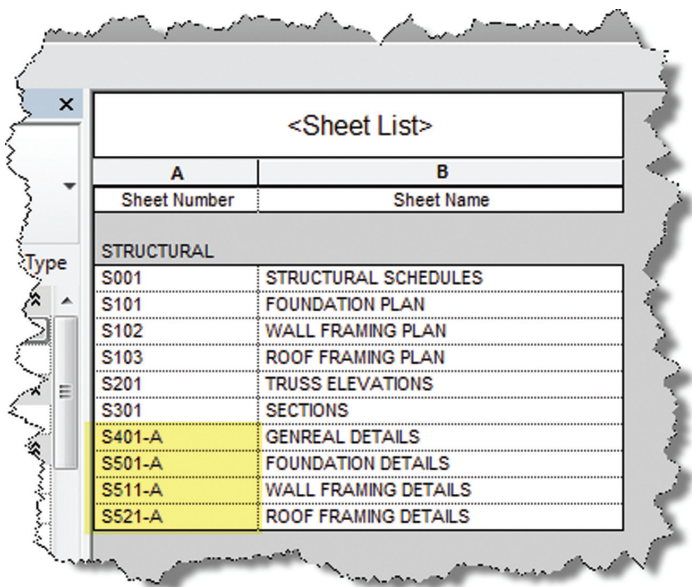 <Sheet List>
A B
Sheet Number Sheet Name
STRUCTURAL
Type
S001 STRUCTURAL SCHEDULES
S101 FOUNDATION PLAN
S102 WALL FRAMING PLAN
S103 ROOF FRAMING PLAN
S201 TRUSS ELEVATIONS
S301 SECTIONS
S401-A GENREAL DETAILS
S501-A FOUNDATION DETAILS
S511-A WALL FRAMING DETAILS
S521-A ROOF FRAMING DETAILS